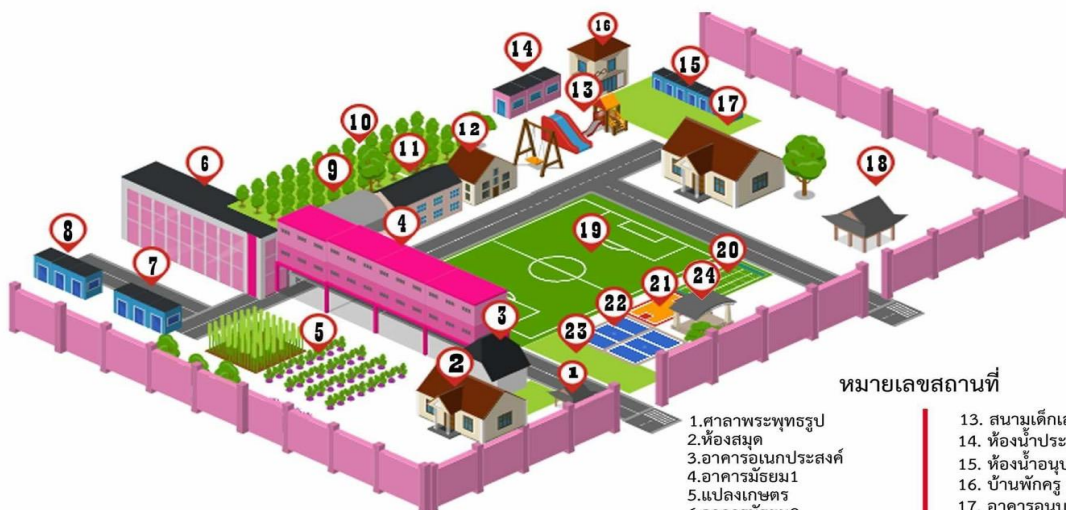 16
14
15
13
17
10
12
11
18
6
9
4
19
8
20
7
24
21
22
3
23
5
2
1
หมายเลขสถานที่
1.ศาลาพระพุทธรูป
2.ห้องสมุด
3.อาคารอเนกประสงค์
4.อาคารมัธยม1
5.แปลงเกษตร
13. สนามเด็กเล
14. ห้องน้ำประ
15. ห้องน้ำอนุบ
16. บ้านพักครู